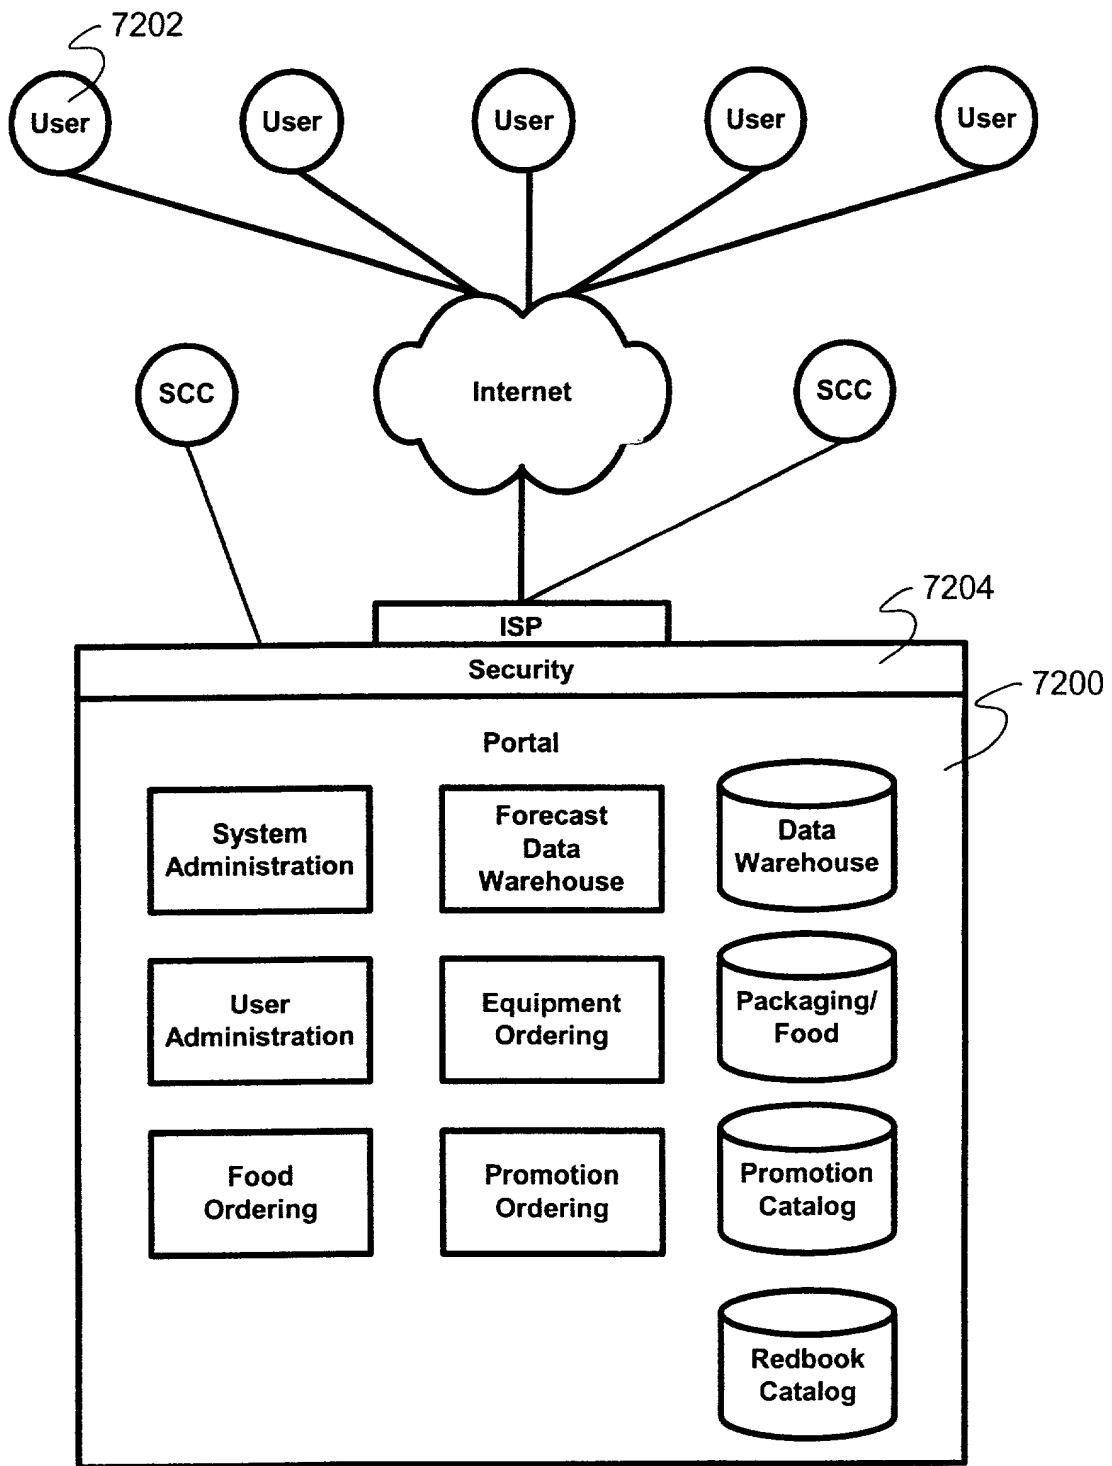 7202
User
User
User
User
User
SCC
Internet
SCC
ISP
7204
Security
7200
Portal
System
Administration
Forecast
Data
Warehouse
Data
Warehouse
User
Administration
Equipment
Ordering
Packaging/
Food
Food
Ordering
Promotion
Ordering
Promotion
Catalog
Redbook
Catalog